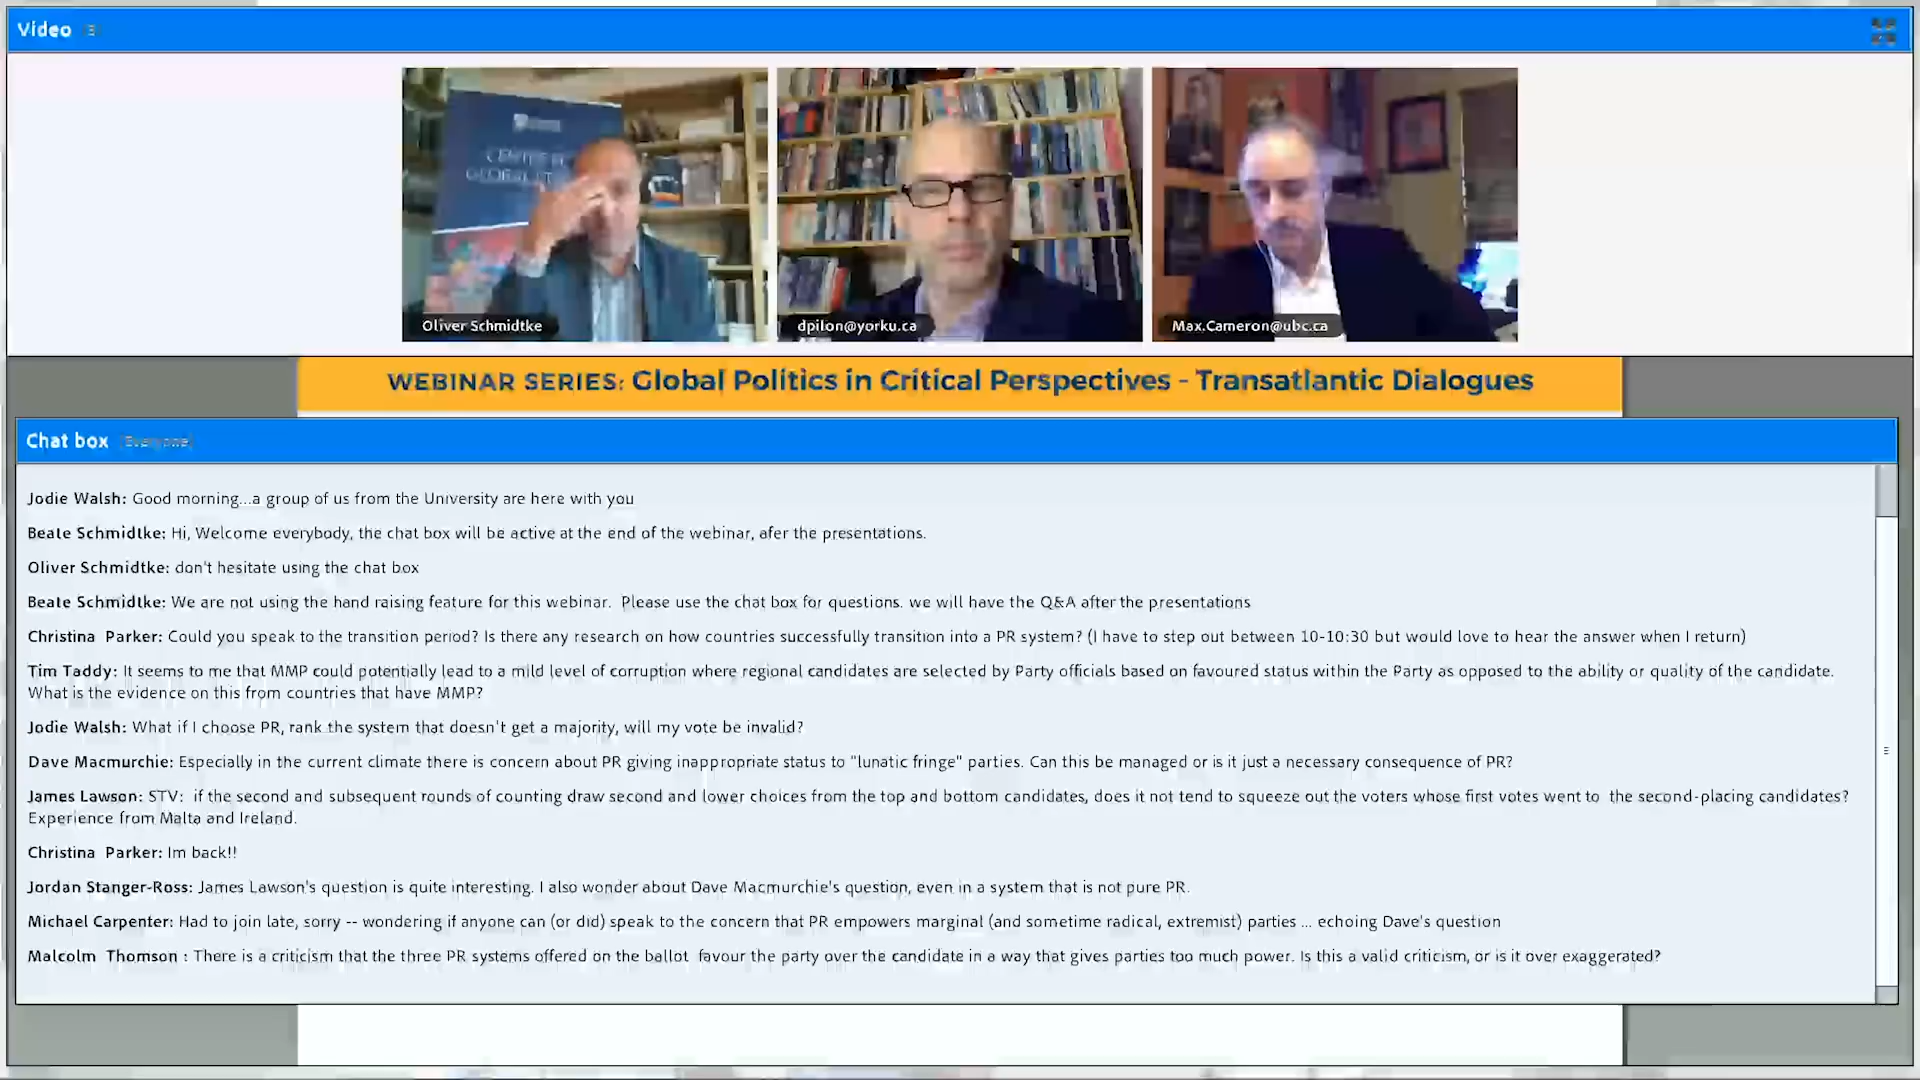 Video
Oliver Schmidtke
dpilon@yorku.ca
Max.Cameron@ubc.ca
WEBINAR SERIES: Global Politics in Critical Perspectives - Transatlantic Dialogues
Chat box (Everyone)
Jodie Walsh: Good morning...a group of us from the University are here with you
Beate Schmidtke: Hi, Welcome everybody, the chat box will be active at the end of the webinar, afer the presentations.
Oliver Schmidtke: don't hesitate using the chat box
Beate Schmidtke: We are not using the hand raising feature for this webinar. Please use the chat box for questions. we will have the Q&A after the presentations
Christina Parker: Could you speak to the transition period? Is there any research on how countries successfully transition into a PR system? (I have to step out between 10-10:30 but would love to hear the answer when I return)
Tim Taddy: It seems to me that MMP could potentially lead to a mild level of corruption where regional candidates are selected by Party officials based on favoured status within the Party as opposed to the ability or quality of the candidate.
What is the evidence on this from countries that have MMP?
Jodie Walsh: What if I choose PR, rank the system that doesn't get a majority, will my vote be invalid?
Dave Macmurchie: Especially in the current climate there is concern about PR giving inappropriate status to "lunatic fringe" parties. Can this be managed or is it just a necessary consequence of PR?
James Lawson: STV: if the second and subsequent rounds of counting draw second and lower choices from the top and bottom candidates, does it not tend to squeeze out the voters whose first votes went to the second-placing candidates?
Experience from Malta and Ireland.
Christina Parker: Im back!!
Jordan Stanger-Ross: James Lawson's question is quite interesting. I also wonder about Dave Macmurchie's question, even in a system that is not pure PR.
Michael Carpenter: Had to join late, sorry -- wondering if anyone can (or did) speak to the concern that PR empowers marginal (and sometime radical, extremist) parties ... echoing Dave's question
Malcolm Thomson : There is a criticism that the three PR systems offered on the ballot favour the party over the candidate in a way that gives parties too much power. Is this a valid criticism, or is it over exaggerated?